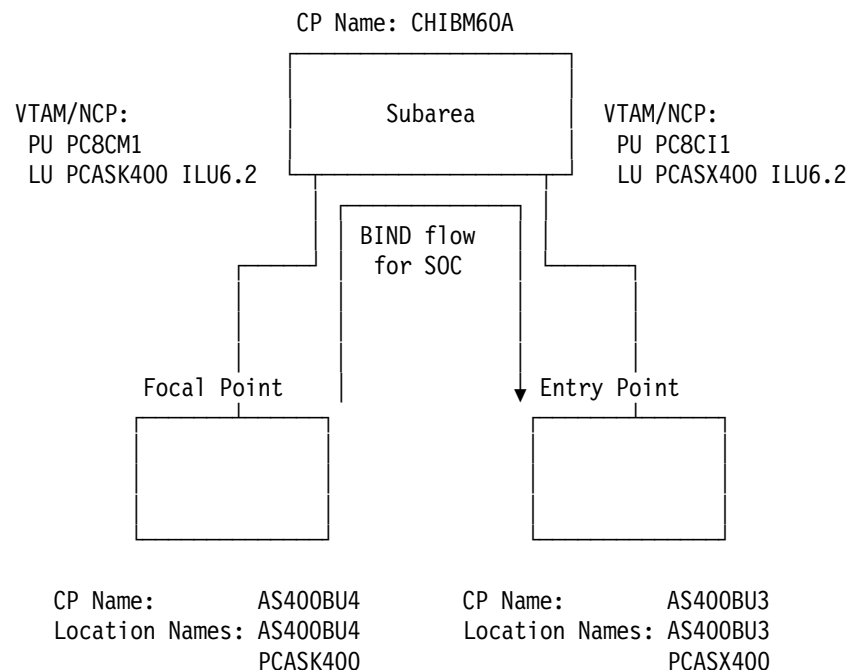 CP Name: CHIBM60A
Subarea
VTAM/NCP:
PU PC8CM1
LU PCASK400 ILU6.2
VTAM/NCP:
PU PC8CI1
LU PCASX400 ILU6.2
BIND flow
for SOC
Focal Point
Entry Point
CP Name: AS400BU4
Location Names: AS400BU4
PCASK400
CP Name: AS400BU3
Location Names: AS400BU3
PCASX400